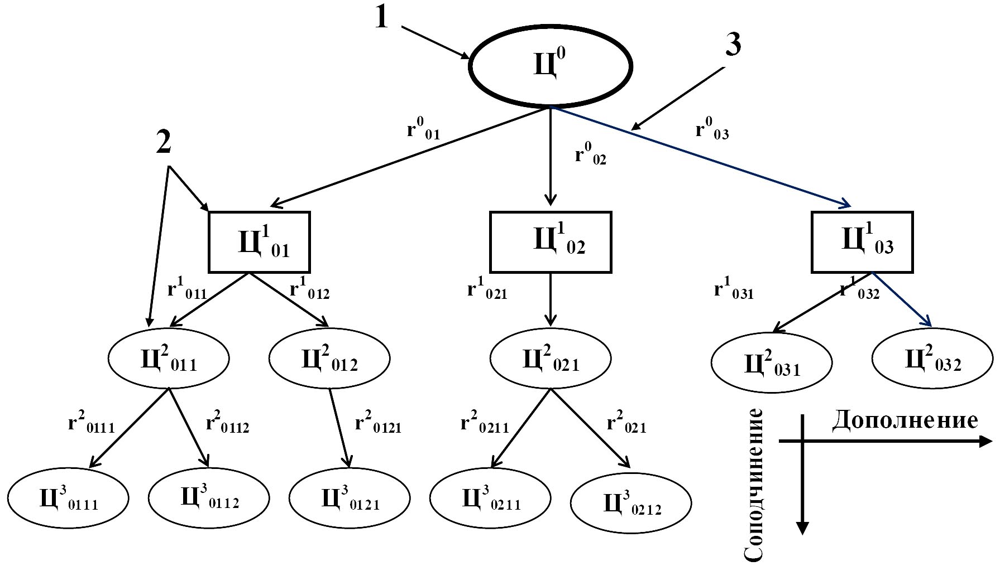 1
Ц⁰
3
r⁰₀₁
r⁰₀₃
2
r⁰₀₂
Ц¹₀₁
Ц¹₀₂
Ц¹₀₃
r¹₀₁₁
r¹₀₁₂
r¹₀₂₁
r¹₀₃₁
r¹₀₃₂
Ц²₀₁₁
Ц²₀₁₂
Ц²₀₂₁
Ц²₀₃₁
Ц²₀₃₂
r²₀₁₁₁
r²₀₁₁₂
r²₀₁₂₁
r²₀₂₁₁
r²₀₂₁
Дополнение
Соподчинение
Ц³₀₁₁₁
Ц³₀₁₁₂
Ц³₀₁₂₁
Ц³₀₂₁₁
Ц³₀₂₁₂